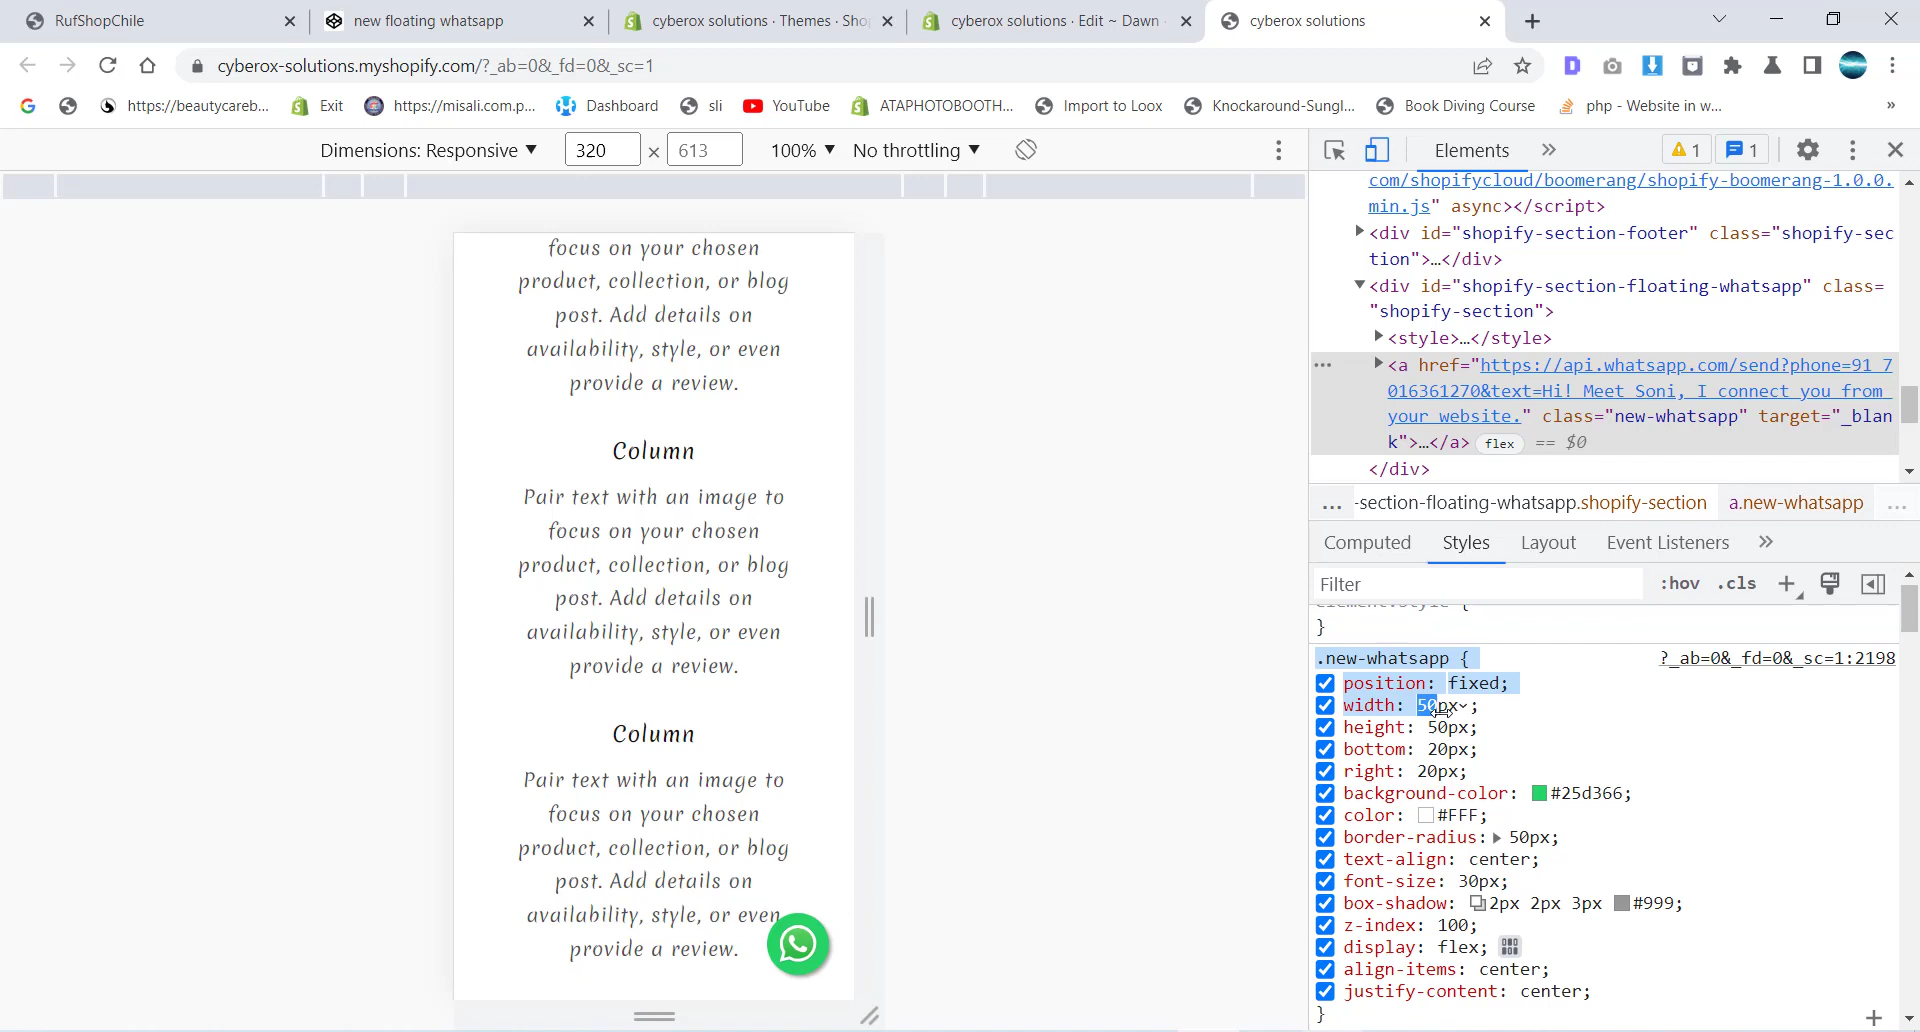 RufShopChile
new floating whatsapp
cyberox solutions · Themes · Sho
cyberox solutions · Edit ~ Dawn ·
cyberox solutions
cyberox-solutions.myshopify.com/?_ab=0&_fd=0&_sc=1
https://beautycareb...
Exit
https://misali.com.p...
Dashboard
sli
YouTube
ATAPHOTOBOOTH...
Import to Loox
Knockaround-Sungl...
Book Diving Course
php - Website in w...
»
Dimensions: Responsive ▼
320
×
613
100% ▼
No throttling ▼
Elements
»
1
1
focus on your chosen
product, collection, or blog
post. Add details on
availability, style, or even
provide a review.
Column
Pair text with an image to
focus on your chosen
product, collection, or blog
post. Add details on
availability, style, or even
provide a review.
Column
Pair text with an image to
focus on your chosen
product, collection, or blog
post. Add details on
availability, style, or even
provide a review.
com/shopifycloud/boomerang/shopify-boomerang-1.0.0.
min.js" async></script>
<div id="shopify-section-footer" class="shopify-sec
tion">…</div>
<div id="shopify-section-floating-whatsapp" class=
"shopify-section">
<style>…</style>
<a href="https://api.whatsapp.com/send?phone=91 7
016361270&text=Hi! Meet Soni, I connect you from
your website." class="new-whatsapp" target="_blan
k">…</a> flex == $0
</div>
... -section-floating-whatsapp.shopify-section a.new-whatsapp ...
Computed
Styles
Layout
Event Listeners
»
Filter
:hov
.cls
+
element.style {
}
.new-whatsapp { ?_ab=0&_fd=0&_sc=1:2198
position: fixed;
width: 50px;
height: 50px;
bottom: 20px;
right: 20px;
background-color: #25d366;
color: #FFF;
border-radius: 50px;
text-align: center;
font-size: 30px;
box-shadow: 2px 2px 3px #999;
z-index: 100;
display: flex;
align-items: center;
justify-content: center;
}